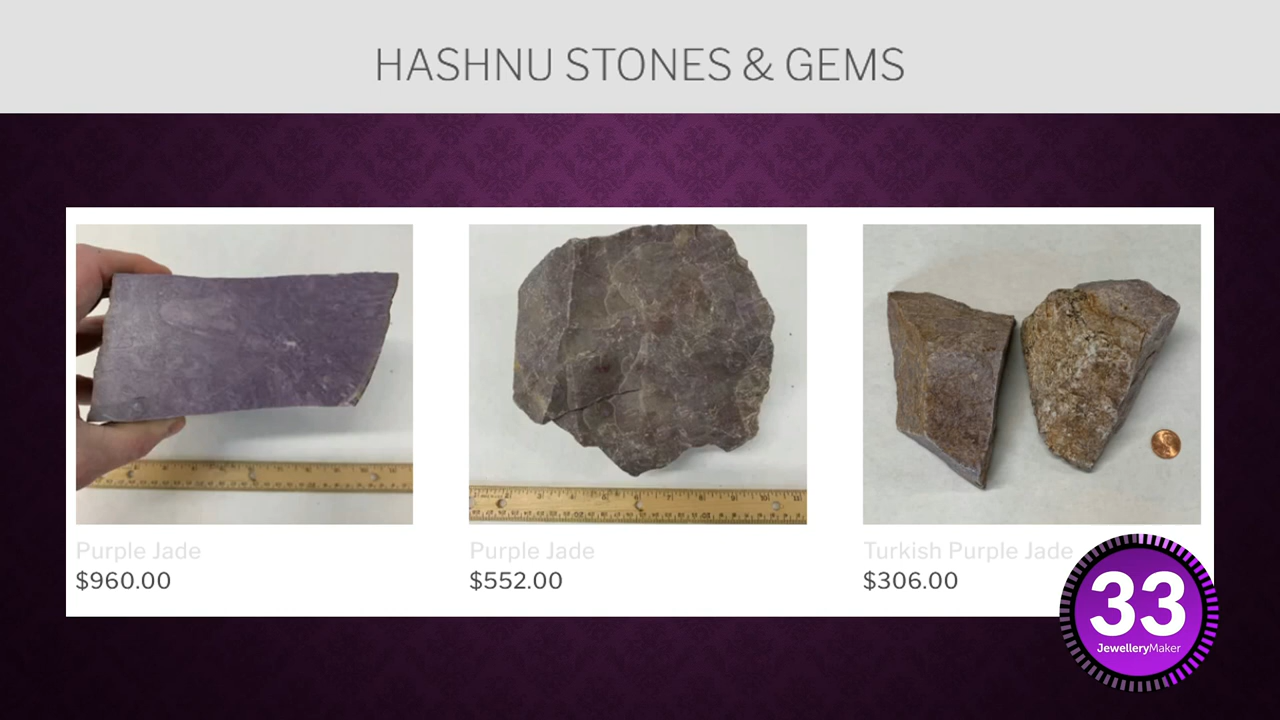 HASHNU STONES & GEMS
Purple Jade
$960.00
Purple Jade
$552.00
Turkish Purple Jade
$306.00
33
JewelleryMaker